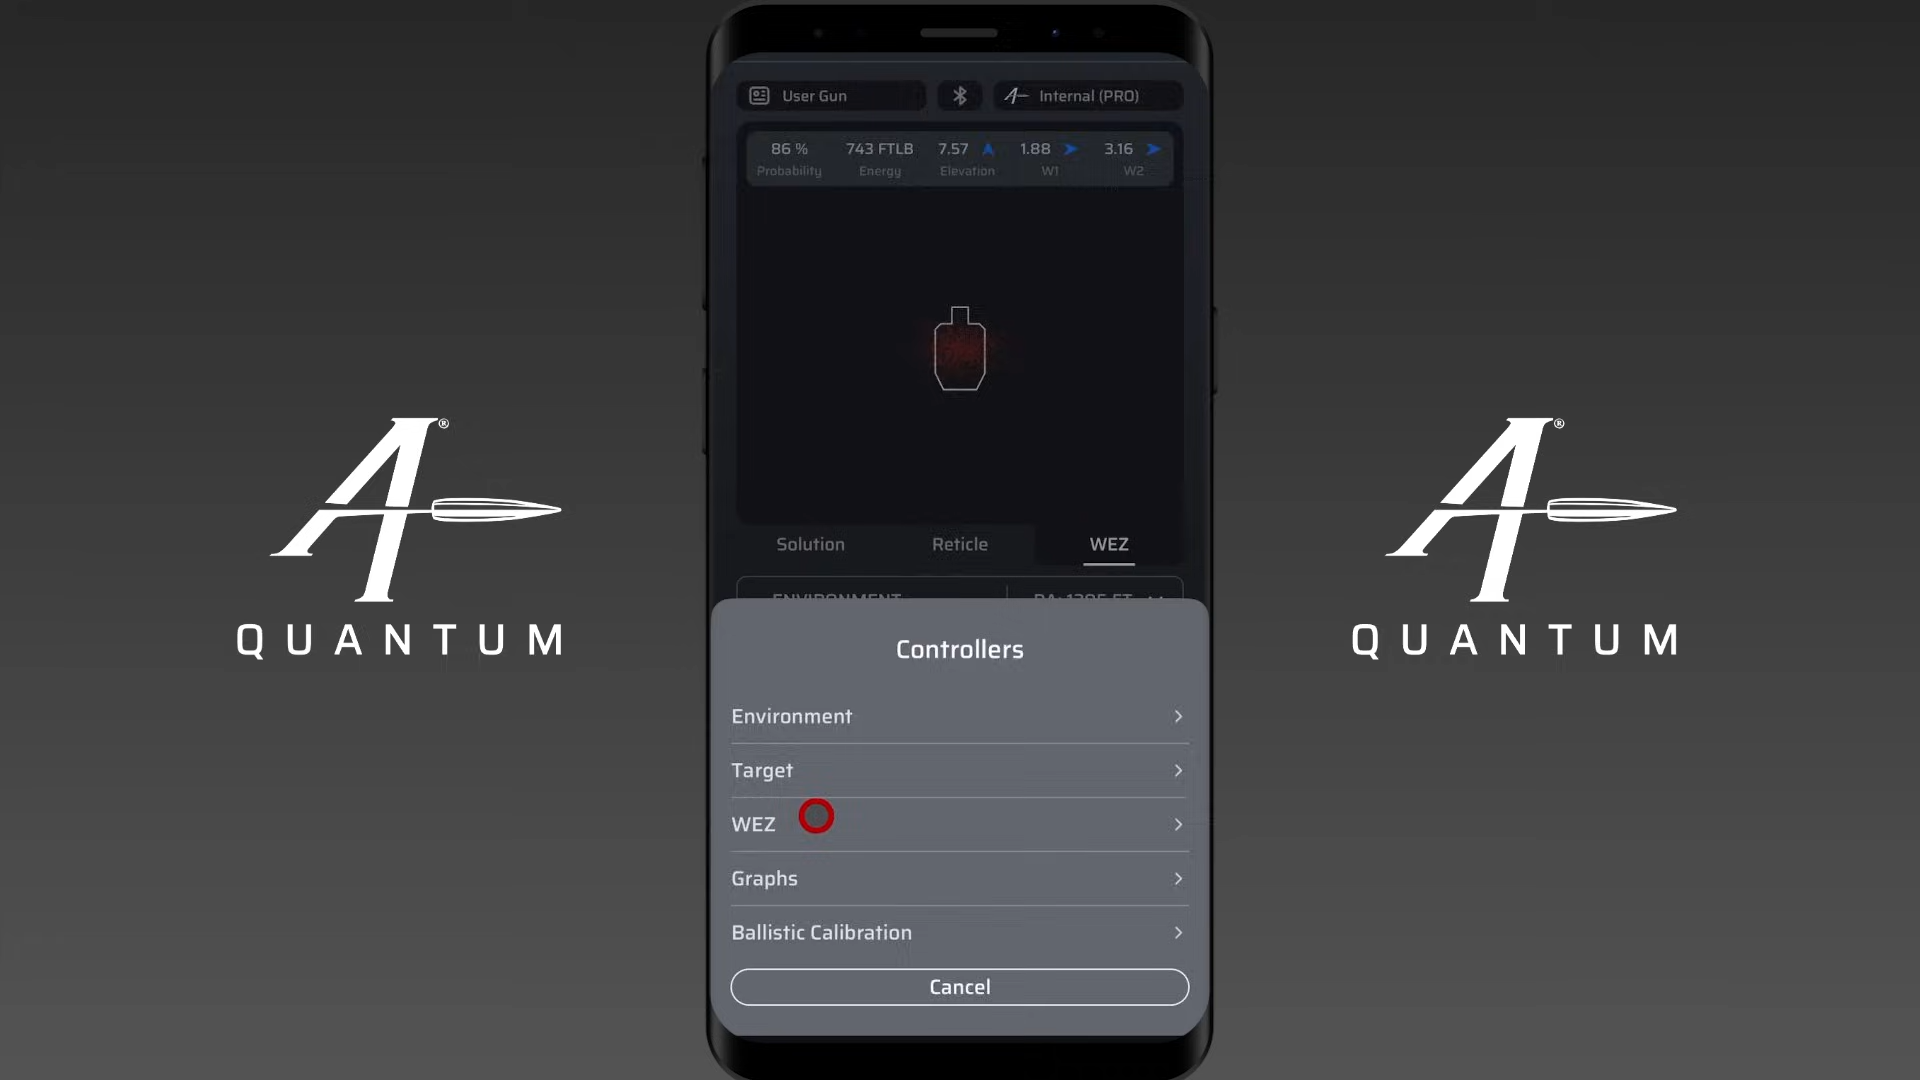 User Gun
Internal (PRO)
86 % 743 FTLB 7.57 1.88 3.16
Probability Energy Elevation W1 W2
Solution Reticle WEZ
ENVIRONMENT
®
QUANTUM
®
QUANTUM
Controllers
Environment
Target
WEZ
Graphs
Ballistic Calibration
Cancel